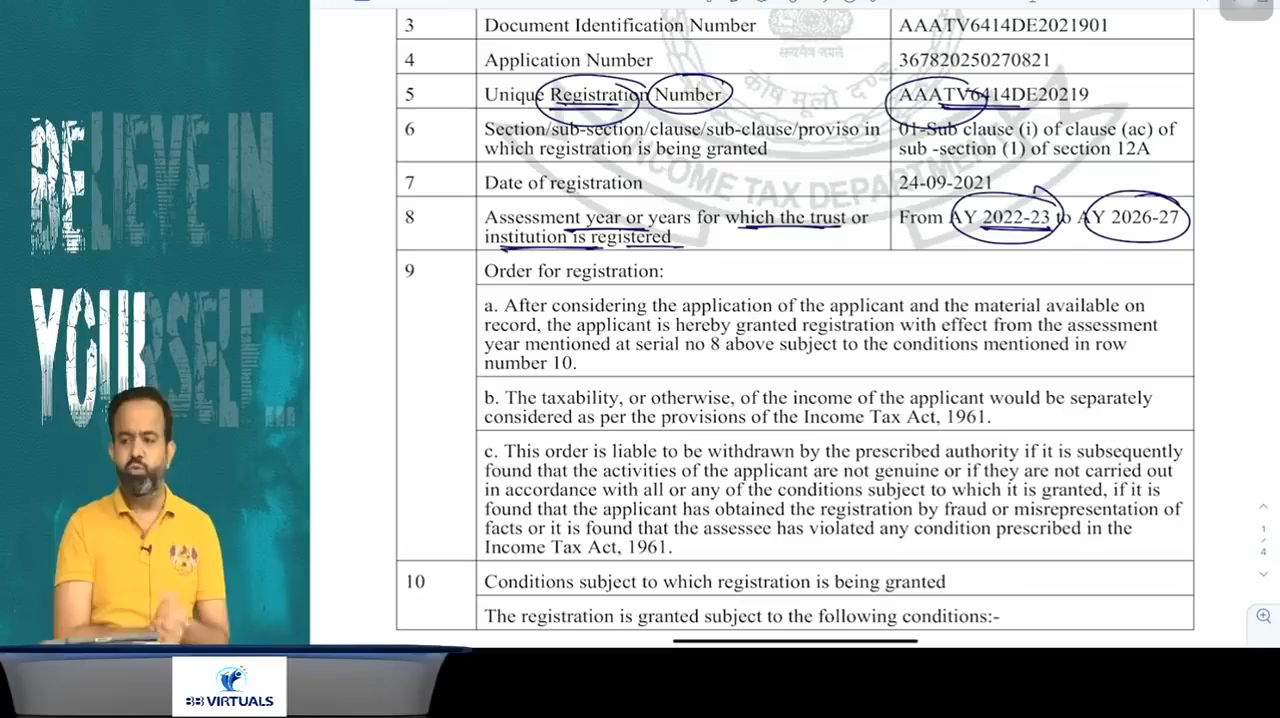 BE
LIEVE IN
YOUR
SELF...
3 Document Identification Number AAATV6414DE2021901
4 Application Number 367820250270821
5 Unique Registration Number AAATV6414DE20219
6 Section/sub-section/clause/sub-clause/proviso in 01-Sub clause (i) of clause (ac) of
which registration is being granted sub -section (1) of section 12A
7 Date of registration 24-09-2021
8 Assessment year or years for which the trust or From AY 2022-23 to AY 2026-27
institution is registered
9 Order for registration:
a. After considering the application of the applicant and the material available on
record, the applicant is hereby granted registration with effect from the assessment
year mentioned at serial no 8 above subject to the conditions mentioned in row
number 10.
b. The taxability, or otherwise, of the income of the applicant would be separately
considered as per the provisions of the Income Tax Act, 1961.
c. This order is liable to be withdrawn by the prescribed authority if it is subsequently
found that the activities of the applicant are not genuine or if they are not carried out
in accordance with all or any of the conditions subject to which it is granted, if it is
found that the applicant has obtained the registration by fraud or misrepresentation of
facts or it is found that the assessee has violated any condition prescribed in the
Income Tax Act, 1961.
10 Conditions subject to which registration is being granted
The registration is granted subject to the following conditions:-
सत्यमेव जयते
कोष मूलो दण्ड
INCOME TAX DEPARTMENT
1
/
4
BB VIRTUALS